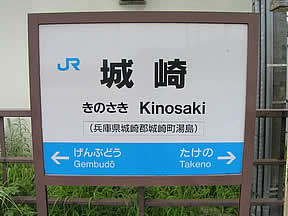 JR
城崎
きのさき Kinosaki
(兵庫県城崎郡城崎町湯島)
げんぶどう たけの
Gembudō Takeno